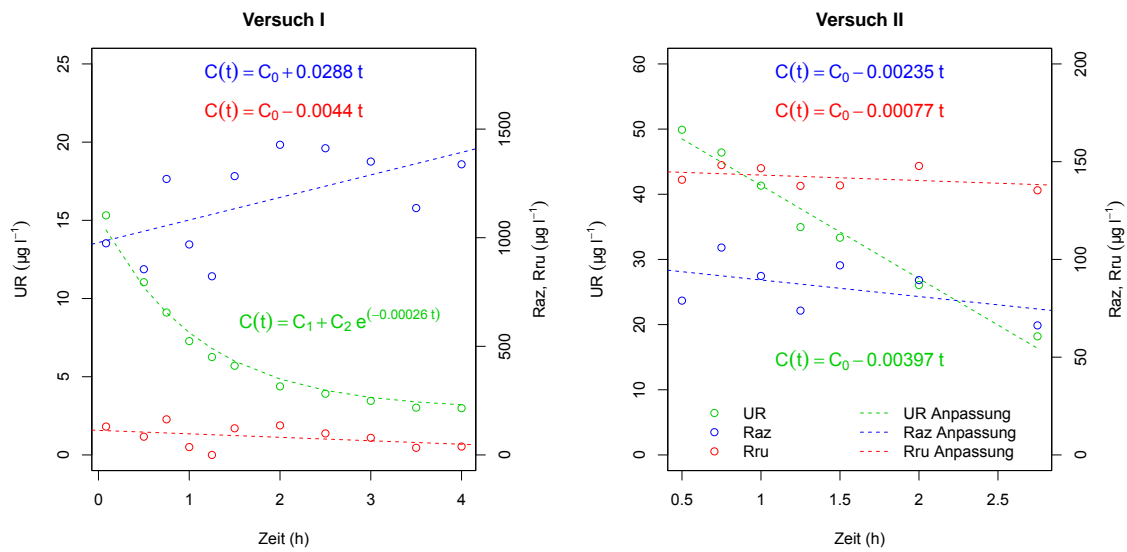 Versuch I
C(t) = C₀ + 0.0288 t
C(t) = C₀ − 0.0044 t
C(t) = C₁ + C₂ e^(−0.00026 t)
UR (µg l⁻¹)
0
5
10
15
20
25
Raz, Rru (µg l⁻¹)
0
500
1000
1500
0 1 2 3 4
Zeit (h)
Versuch II
C(t) = C₀ − 0.00235 t
C(t) = C₀ − 0.00077 t
C(t) = C₀ − 0.00397 t
UR UR Anpassung
Raz Raz Anpassung
Rru Rru Anpassung
UR (µg l⁻¹)
0
10
20
30
40
50
60
Raz, Rru (µg l⁻¹)
0
50
100
150
200
0.5 1 1.5 2 2.5
Zeit (h)